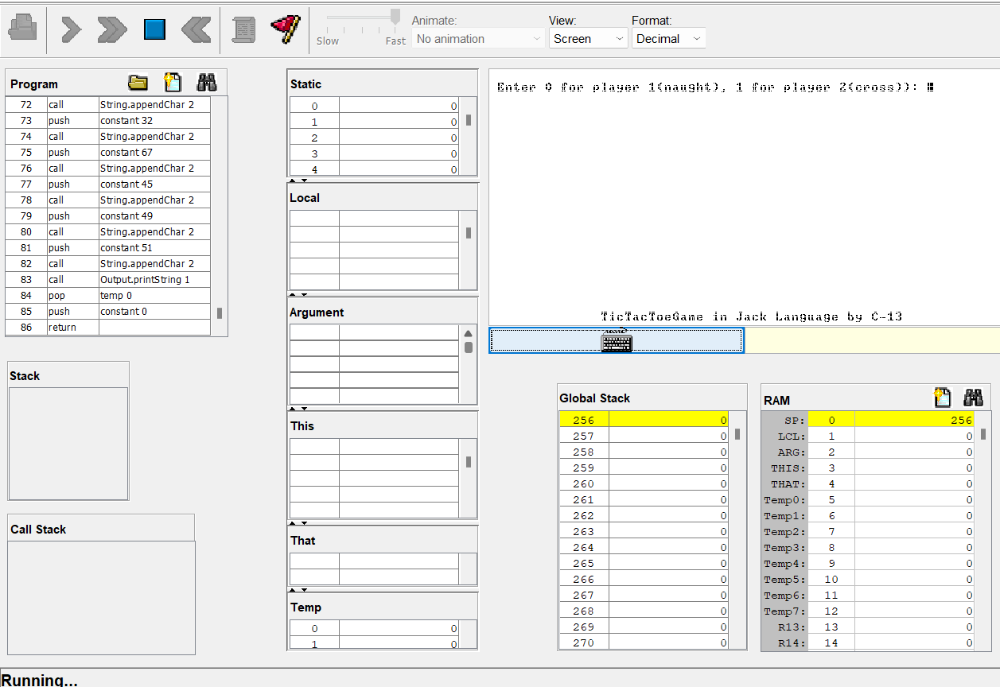 Animate: View: Format:
Slow Fast No animation Screen Decimal
Program
72 call String.appendChar 2
73 push constant 32
74 call String.appendChar 2
75 push constant 67
76 call String.appendChar 2
77 push constant 45
78 call String.appendChar 2
79 push constant 49
80 call String.appendChar 2
81 push constant 51
82 call String.appendChar 2
83 call Output.printString 1
84 pop temp 0
85 push constant 0
86 return
Stack
Call Stack
Static
0 0
1 0
2 0
3 0
4 0
Local
Argument
This
That
Temp
0 0
1 0
Enter 0 for player 1(naught), 1 for player 2(cross)):
TicTacToeGame in Jack Language by C-13
Global Stack
256 0
257 0
258 0
259 0
260 0
261 0
262 0
263 0
264 0
265 0
266 0
267 0
268 0
269 0
270 0
RAM
SP: 0 256
LCL: 1 0
ARG: 2 0
THIS: 3 0
THAT: 4 0
Temp0: 5 0
Temp1: 6 0
Temp2: 7 0
Temp3: 8 0
Temp4: 9 0
Temp5: 10 0
Temp6: 11 0
Temp7: 12 0
R13: 13 0
R14: 14 0
Running...